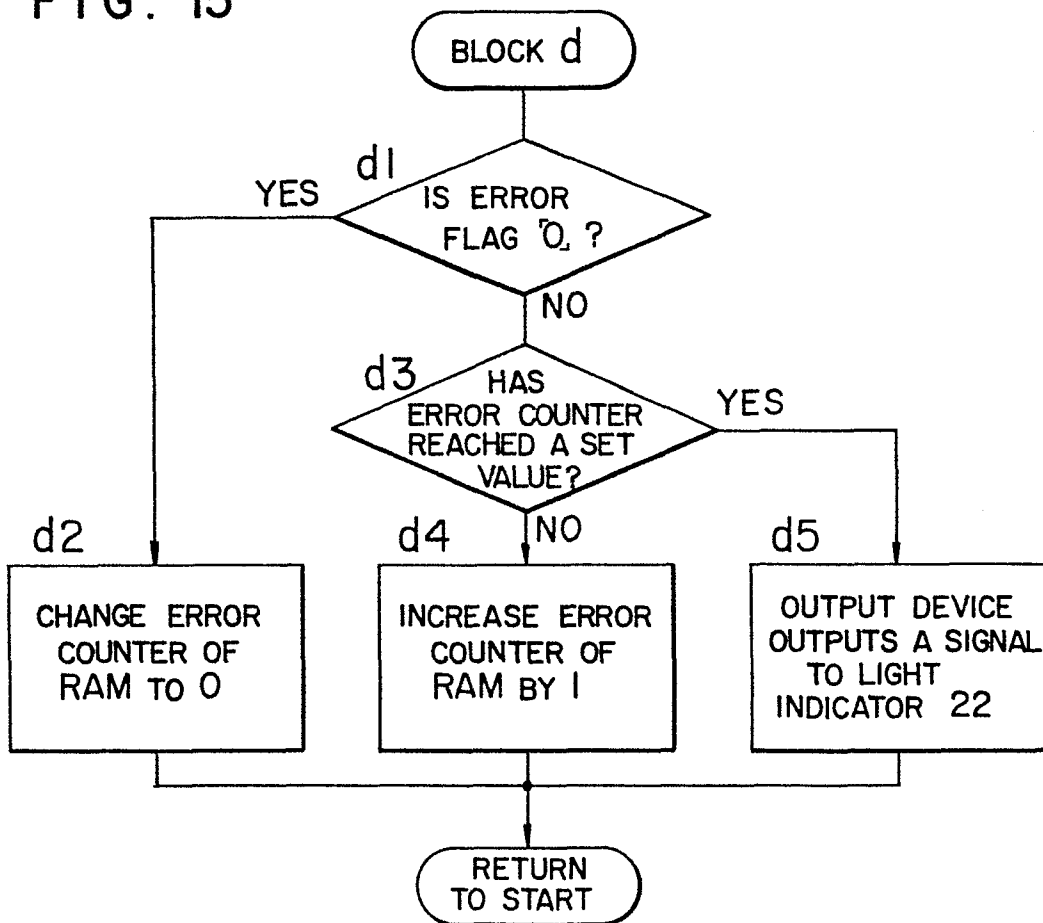 FIG. 15
BLOCK d
d1
YES
IS ERROR
FLAG 「0」 ?
NO
d3
HAS
ERROR COUNTER
REACHED A SET
VALUE?
YES
NO
d2
CHANGE ERROR
COUNTER OF
RAM TO 0
d4
INCREASE ERROR
COUNTER OF
RAM BY 1
d5
OUTPUT DEVICE
OUTPUTS A SIGNAL
TO LIGHT
INDICATOR 22
RETURN
TO START